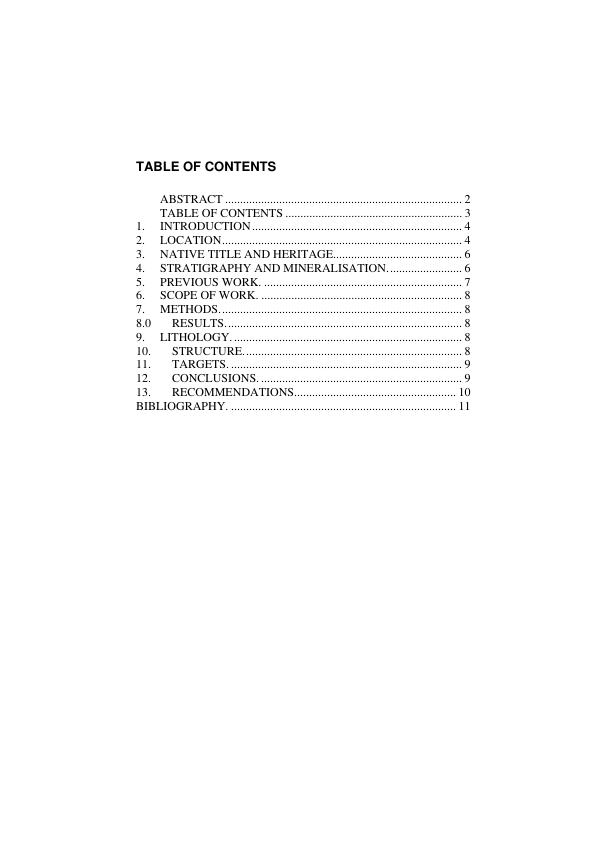 TABLE OF CONTENTS
ABSTRACT ............................................................................... 2
TABLE OF CONTENTS ........................................................... 3
1. INTRODUCTION ...................................................................... 4
2. LOCATION................................................................................ 4
3. NATIVE TITLE AND HERITAGE........................................... 6
4. STRATIGRAPHY AND MINERALISATION. ........................ 6
5. PREVIOUS WORK. .................................................................. 7
6. SCOPE OF WORK. ................................................................... 8
7. METHODS................................................................................. 8
8.0 RESULTS............................................................................... 8
9. LITHOLOGY. ............................................................................ 8
10. STRUCTURE......................................................................... 8
11. TARGETS. ............................................................................. 9
12. CONCLUSIONS. ................................................................... 9
13. RECOMMENDATIONS...................................................... 10
BIBLIOGRAPHY. ........................................................................... 11